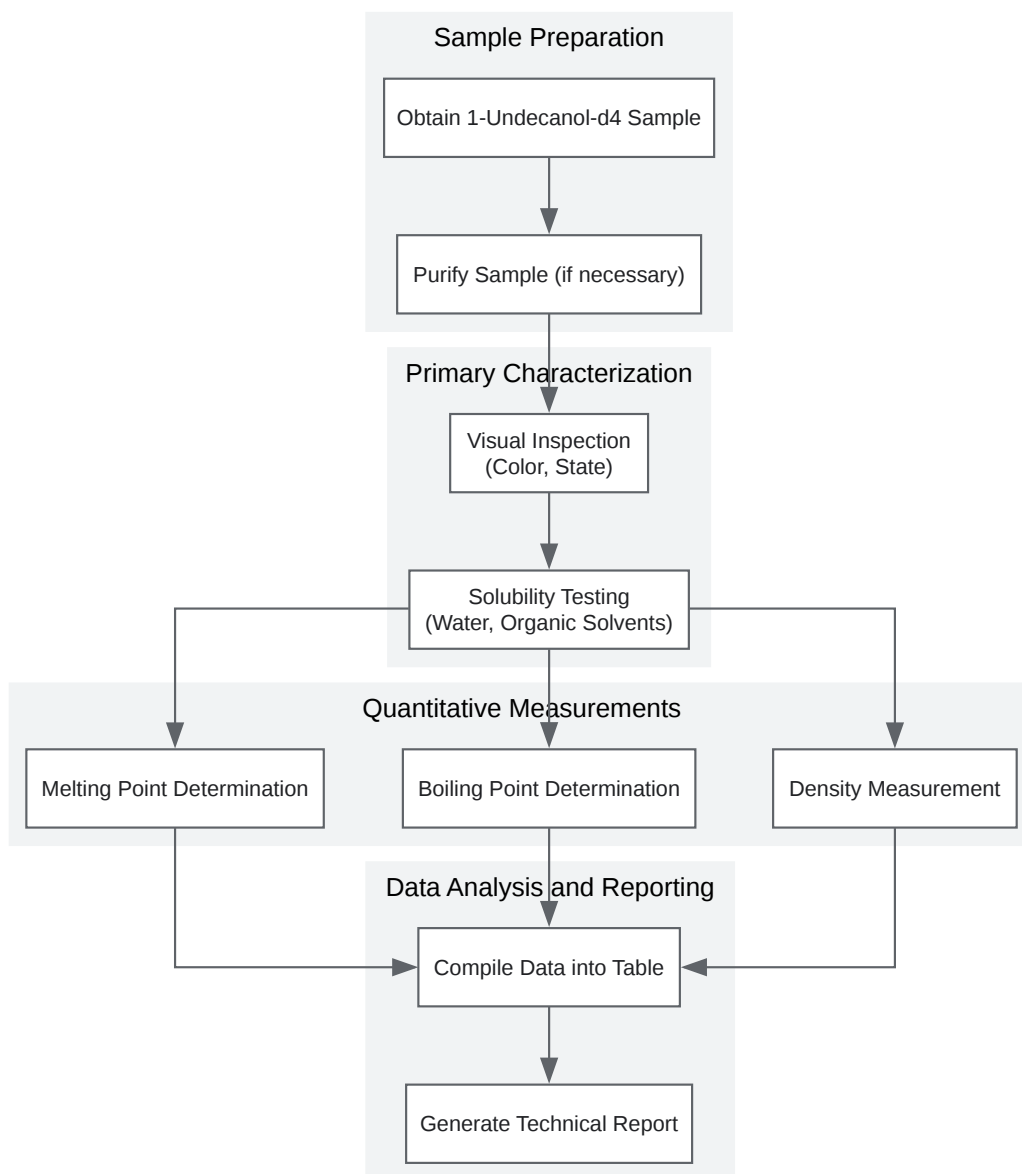 Sample Preparation
Obtain 1-Undecanol-d4 Sample
Purify Sample (if necessary)
Primary Characterization
Visual Inspection
(Color, State)
Solubility Testing
(Water, Organic Solvents)
Quantitative Measurements
Melting Point Determination
Boiling Point Determination
Density Measurement
Data Analysis and Reporting
Compile Data into Table
Generate Technical Report